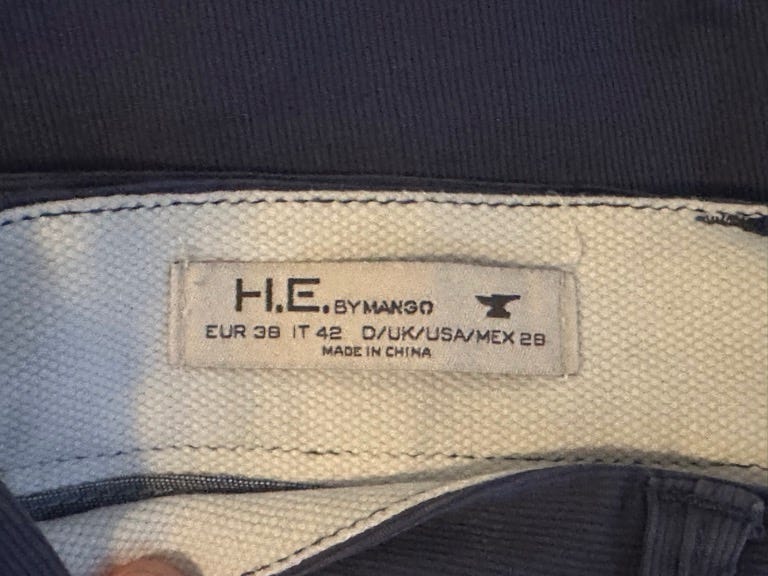 H.E. BY MANGO
EUR 38 IT 42 D/UK/USA/MEX 28
MADE IN CHINA